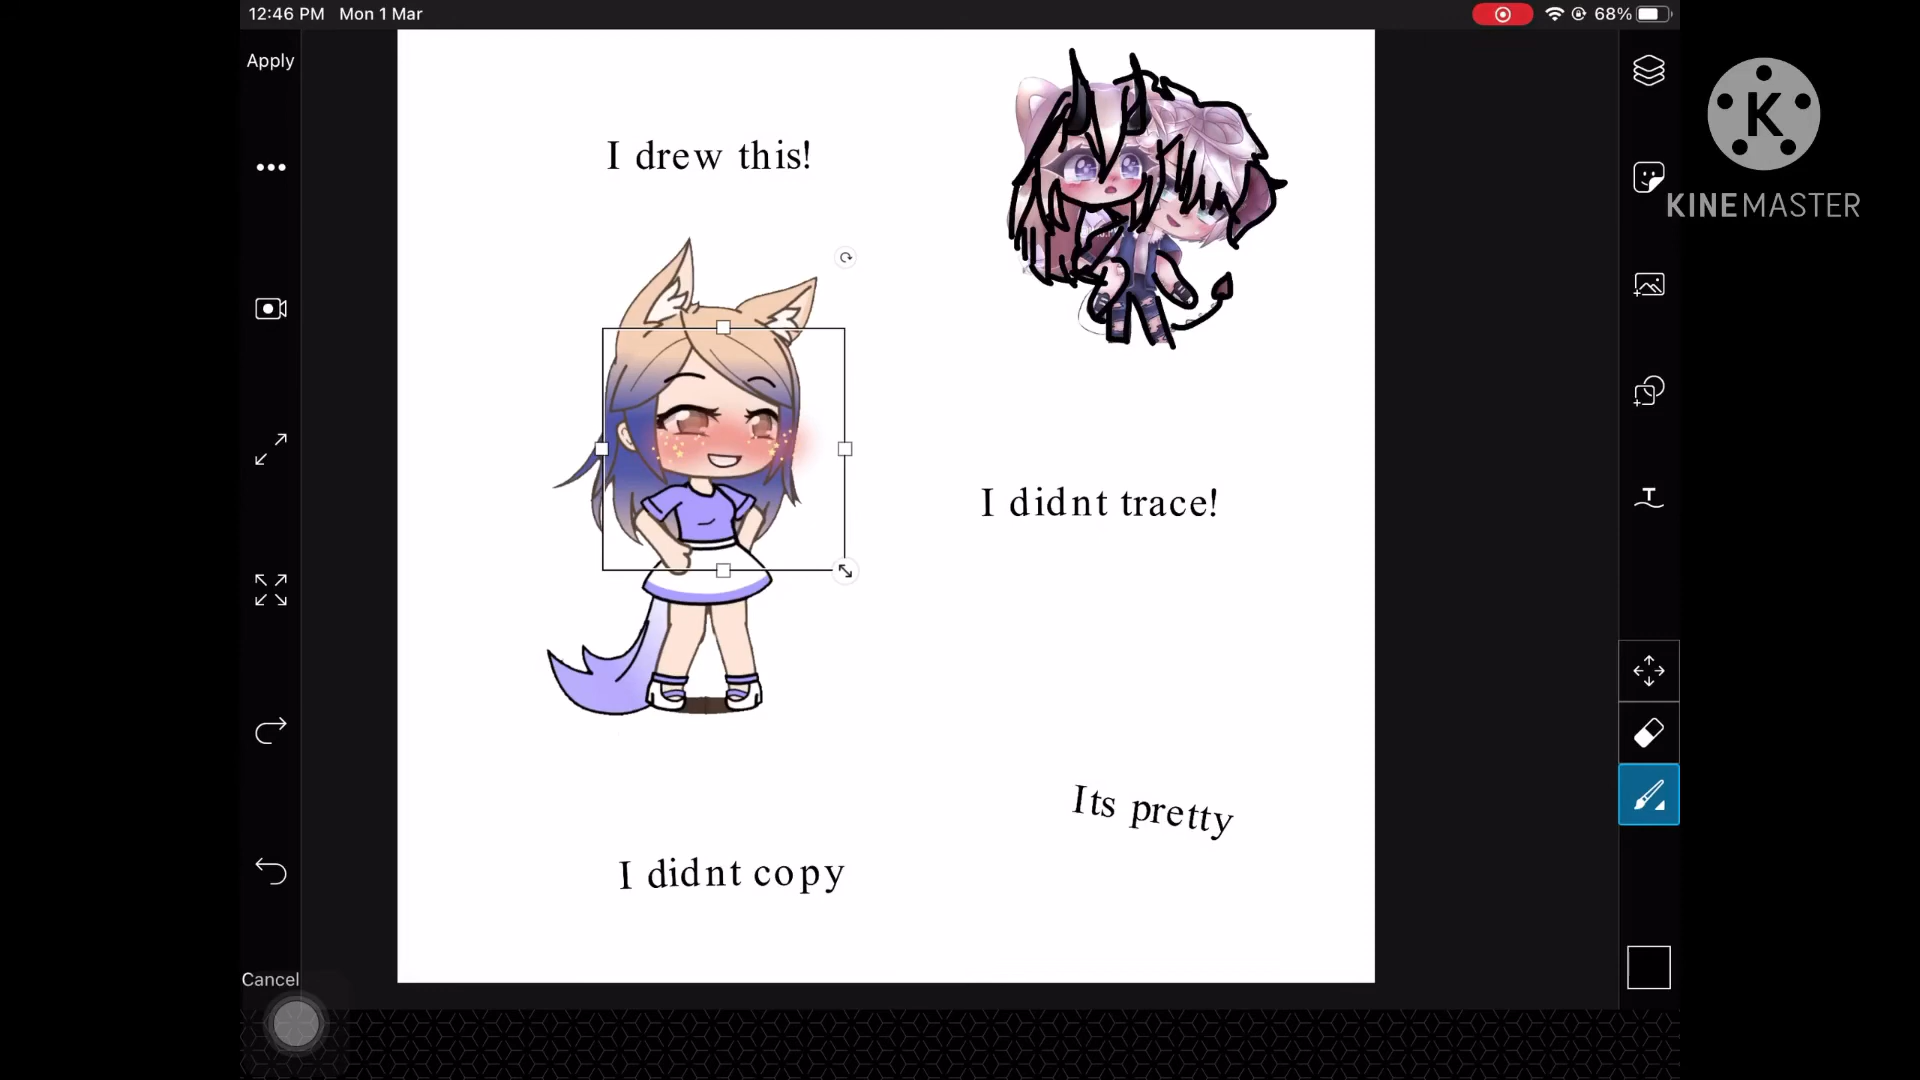 12:46 PM Mon 1 Mar
68%
Apply
K
KINEMASTER
I drew this!
I didnt trace!
T
Its pretty
I didnt copy
Cancel